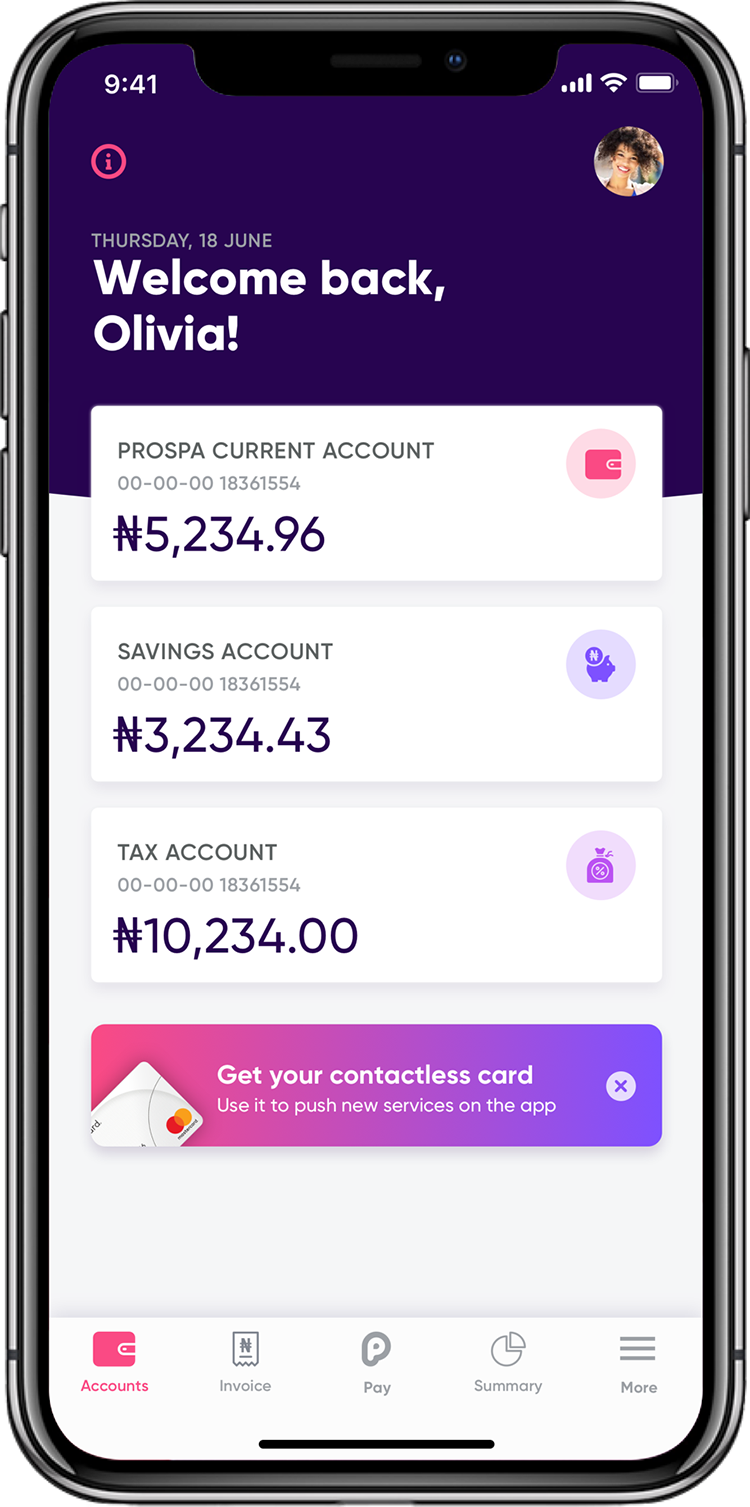 9:41
THURSDAY, 18 JUNE
Welcome back,
Olivia!
PROSPA CURRENT ACCOUNT
00-00-00 18361554
₦5,234.96
SAVINGS ACCOUNT
00-00-00 18361554
₦3,234.43
TAX ACCOUNT
00-00-00 18361554
₦10,234.00
Get your contactless card
Use it to push new services on the app
ard.
mastercard
Accounts
Invoice
Pay
Summary
More